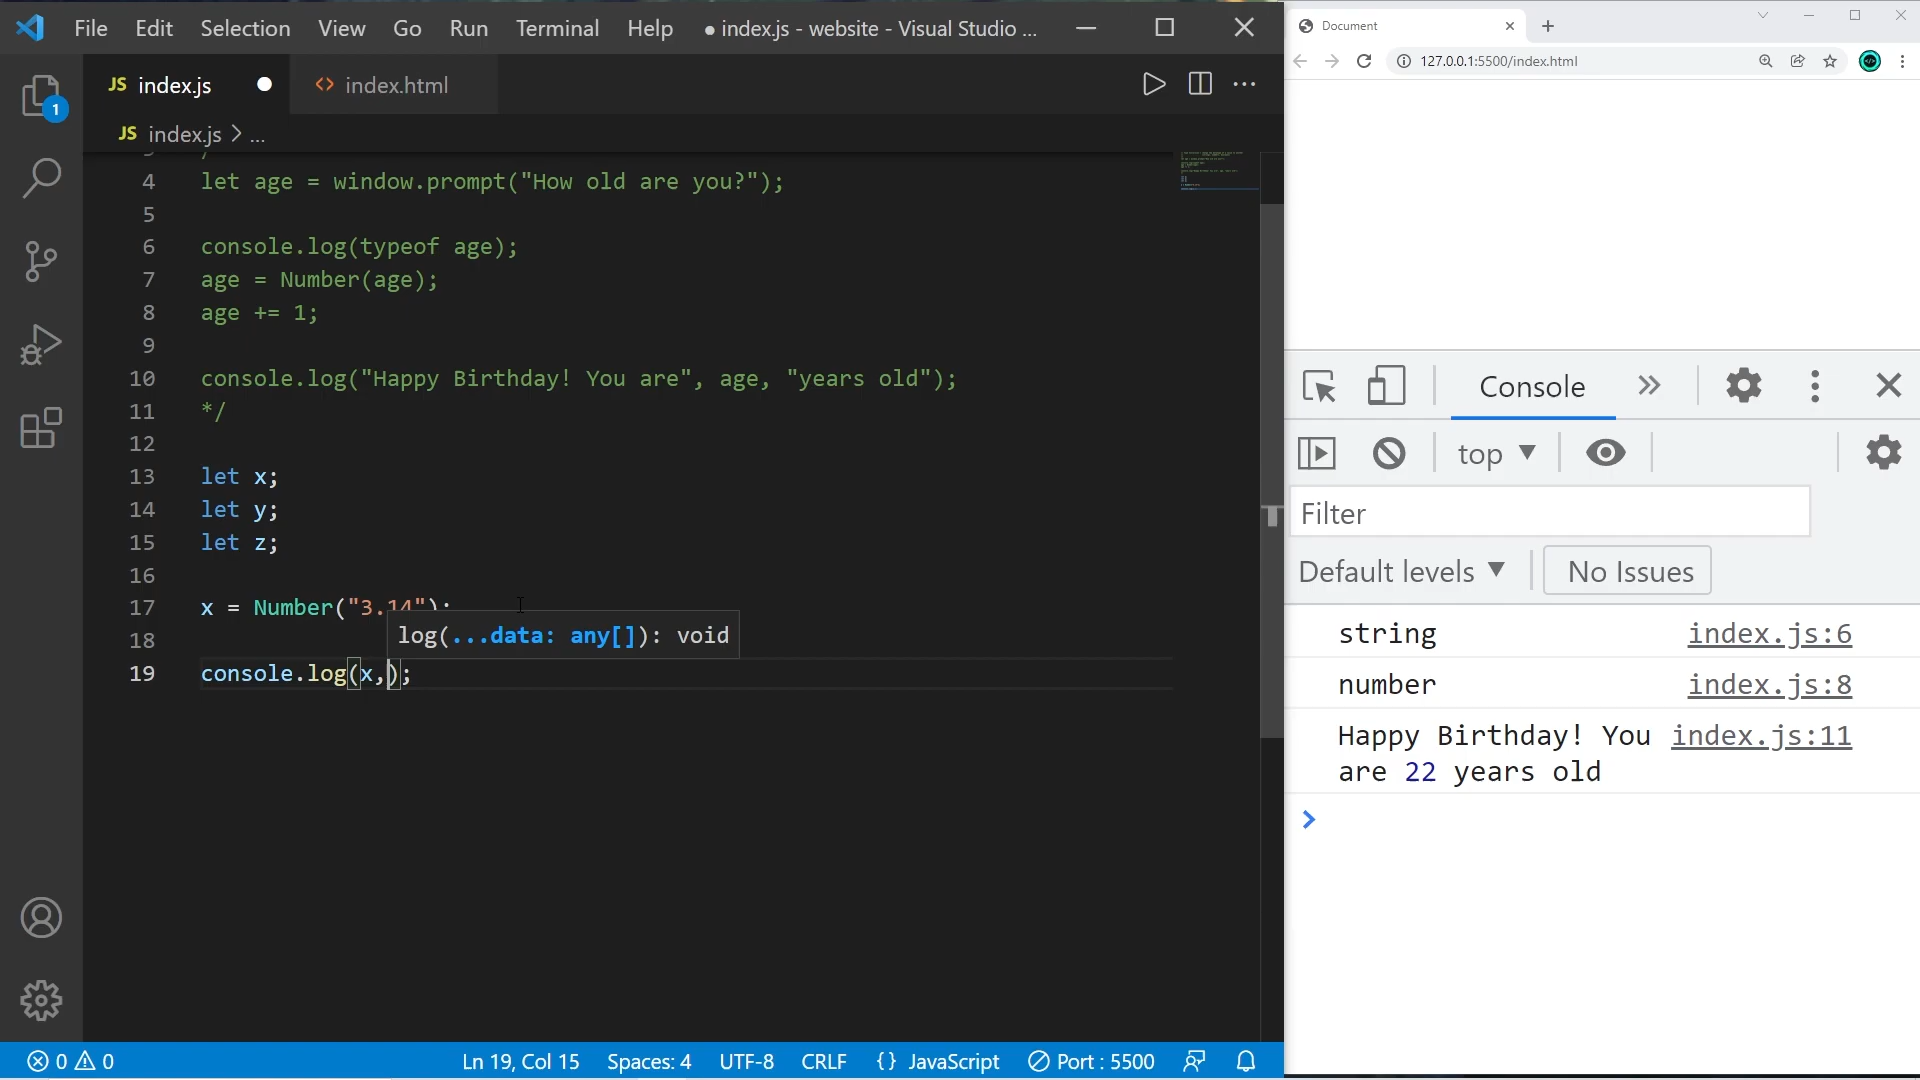 File Edit Selection View Go Run Terminal Help ● index.js - website - Visual Studio ...
JS index.js ● <> index.html
JS index.js > ...
4 let age = window.prompt("How old are you?");
5
6 console.log(typeof age);
7 age = Number(age);
8 age += 1;
9
10 console.log("Happy Birthday! You are", age, "years old");
11 */
12
13 let x;
14 let y;
15 let z;
16
17 x = Number("3.14");
18 log(...data: any[]): void
19 console.log(x,);
1
0 0 Ln 19, Col 15 Spaces: 4 UTF-8 CRLF {} JavaScript Port : 5500
Document
127.0.0.1:5500/index.html
Console
top
Filter
Default levels No Issues
string index.js:6
number index.js:8
Happy Birthday! You index.js:11
are 22 years old